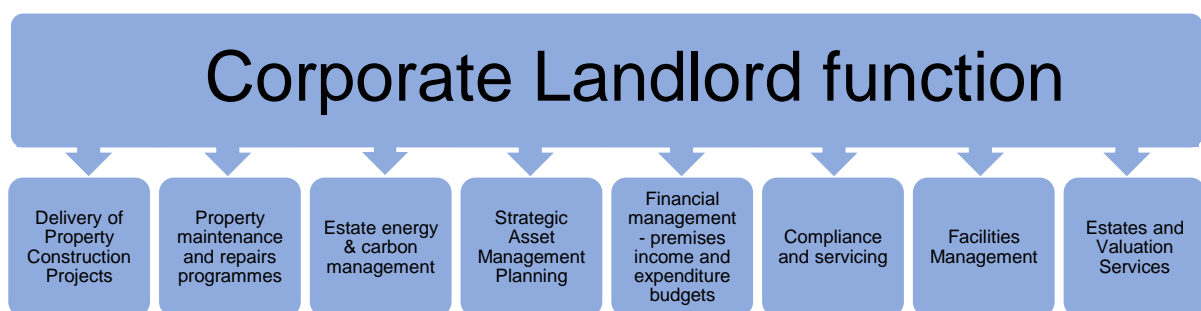 Corporate Landlord function
Delivery of
Property
Construction
Projects
Property
maintenance
and repairs
programmes
Estate energy
& carbon
management
Strategic
Asset
Management
Planning
Financial
management
- premises
income and
expenditure
budgets
Compliance
and servicing
Facilities
Management
Estates and
Valuation
Services